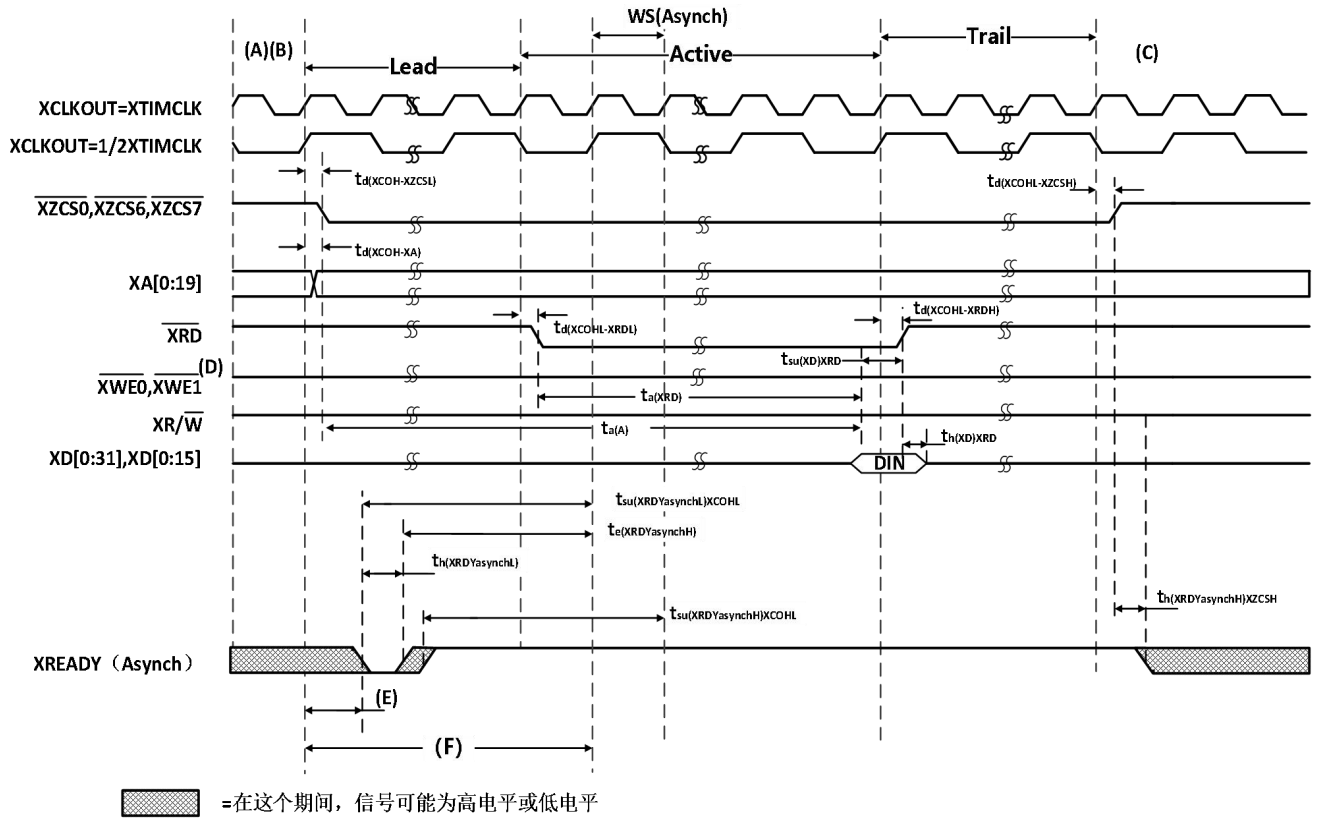 WS(Asynch)
(A)(B)
Lead
Active
Trail
(C)
XCLKOUT=XTIMCLK
XCLKOUT=1/2XTIMCLK
td(XCOH-XZCSL)
td(XCOHL-XZCSH)
XZCS0,XZCS6,XZCS7
td(XCOH-XA)
XA[0:19]
td(XCOHL-XRDL)
td(XCOHL-XRDH)
XRD
tsu(XD)XRD
XWE0,XWE1(D)
ta(XRD)
XR/W
ta(A)
th(XD)XRD
XD[0:31],XD[0:15]
DIN
tsu(XRDYasynchL)XCOHL
te(XRDYasynchH)
th(XRDYasynchL)
th(XRDYasynchH)XZCSH
tsu(XRDYasynchH)XCOHL
XREADY（Asynch）
(E)
(F)
=在这个期间，信号可能为高电平或低电平